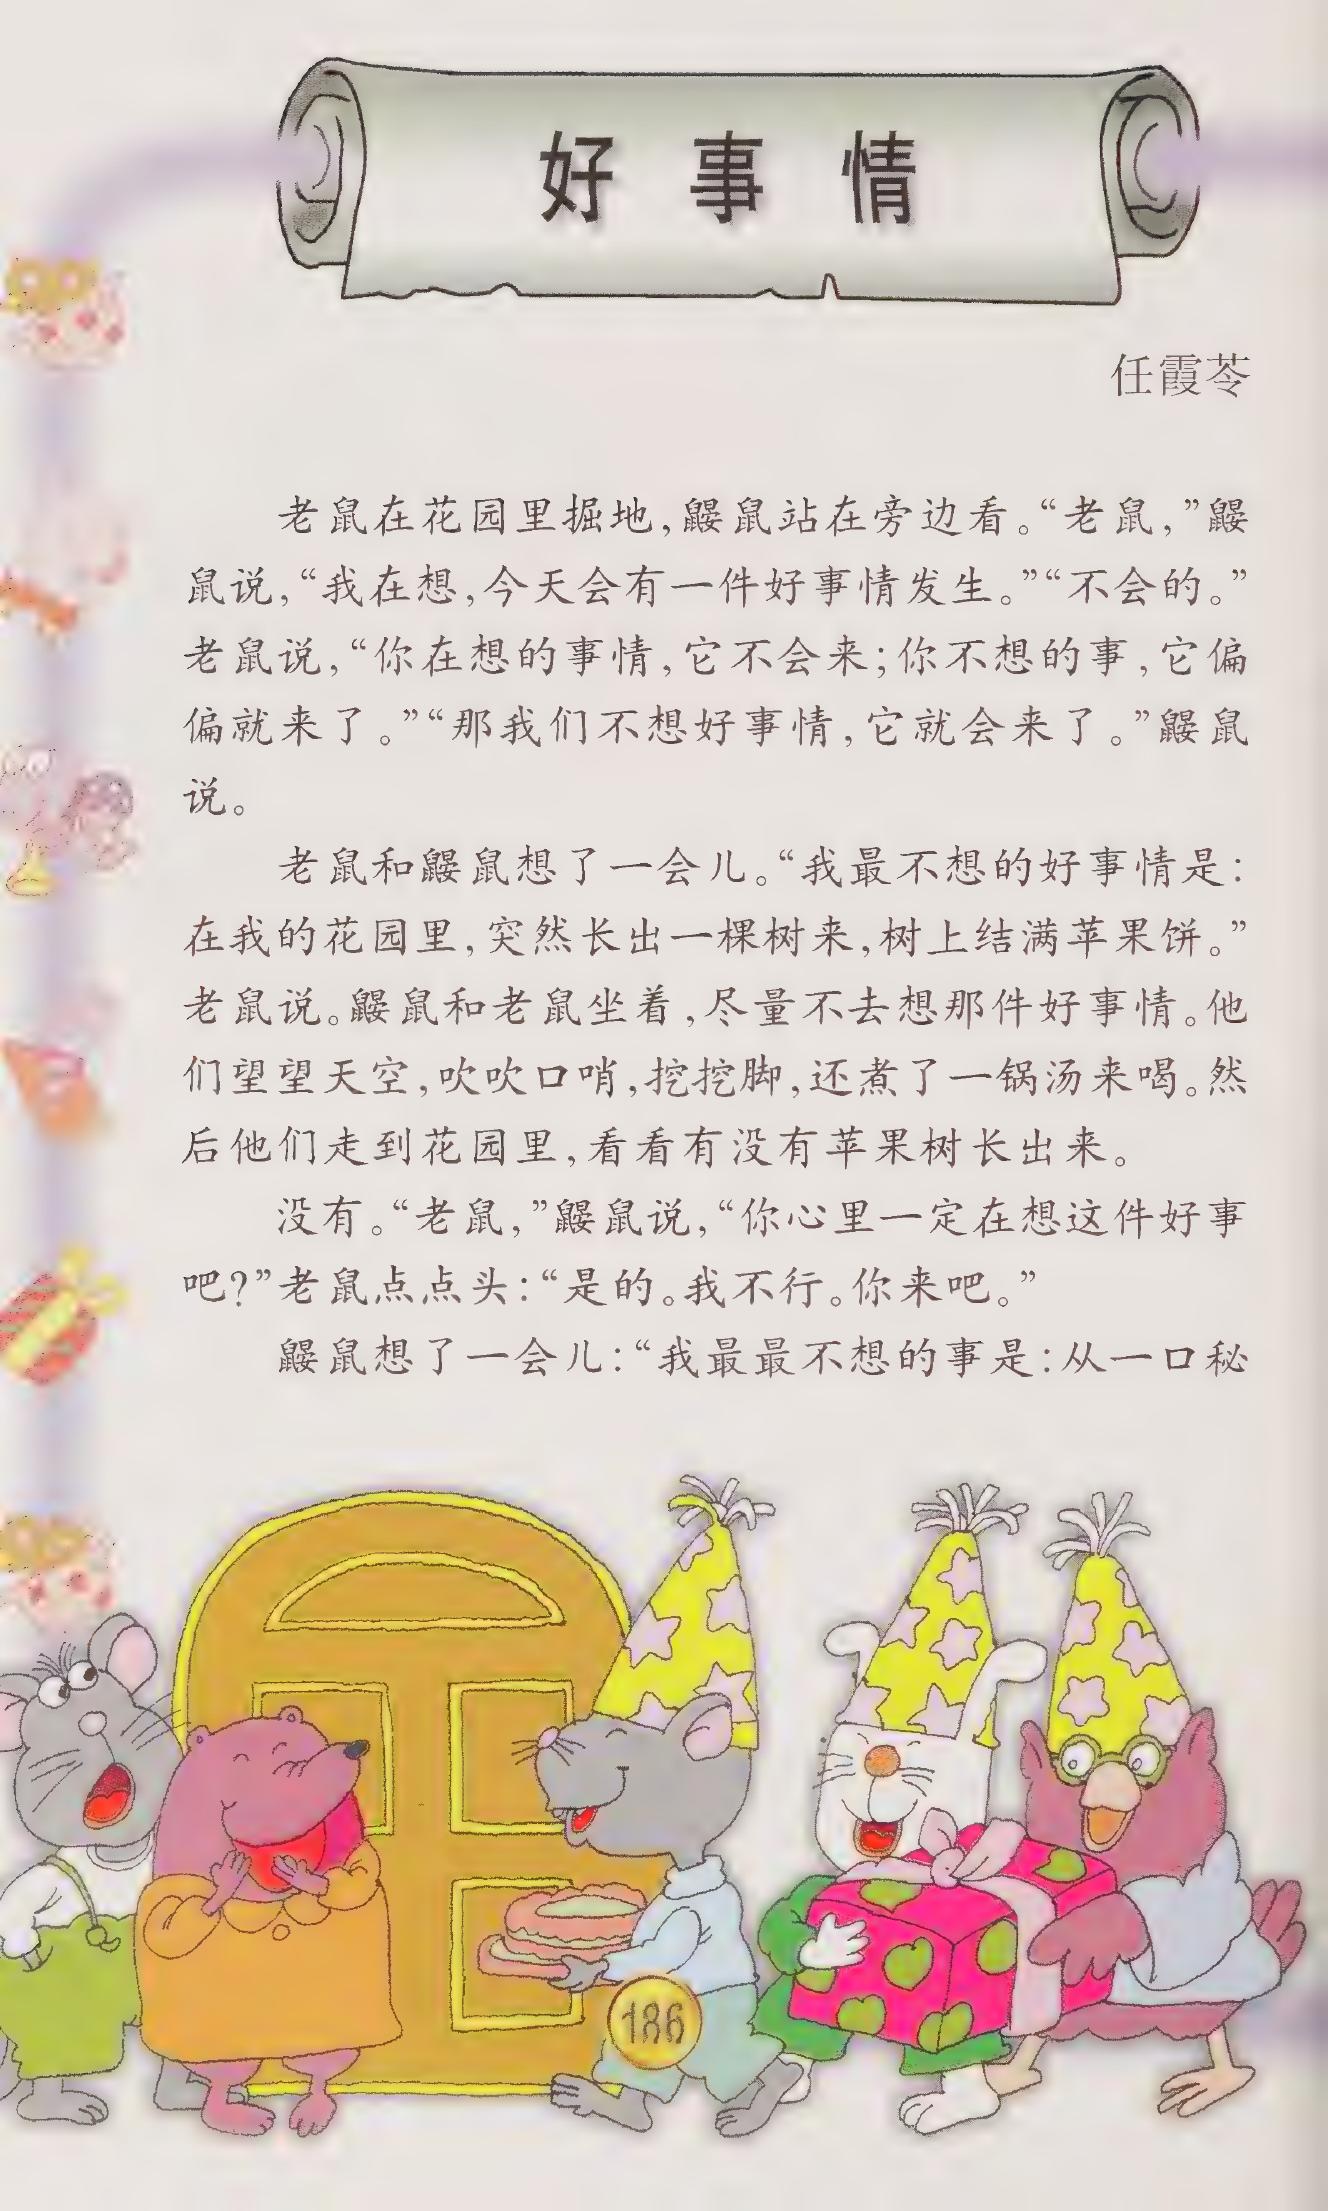 好事情
任霞苓
老鼠在花园里掘地,鼹鼠站在旁边看。“老鼠,”鼹
鼠说,“我在想,今天会有一件好事情发生。”“不会的。”
老鼠说,“你在想的事情,它不会来;你不想的事,它偏
偏就来了。”“那我们不想好事情,它就会来了。”鼹鼠
说。
老鼠和鼹鼠想了一会儿。“我最不想的好事情是:
在我的花园里,突然长出一棵树来,树上结满苹果饼。”
老鼠说。鼹鼠和老鼠坐着,尽量不去想那件好事情。他
们望望天空,吹吹口哨,挖挖脚,还煮了一锅汤来喝。然
后他们走到花园里,看看有没有苹果树长出来。
没有。“老鼠,”鼹鼠说,“你心里一定在想这件好事
吧?”老鼠点点头:“是的。我不行。你来吧。”
鼹鼠想了一会儿:“我最最不想的事是:从一口秘
186